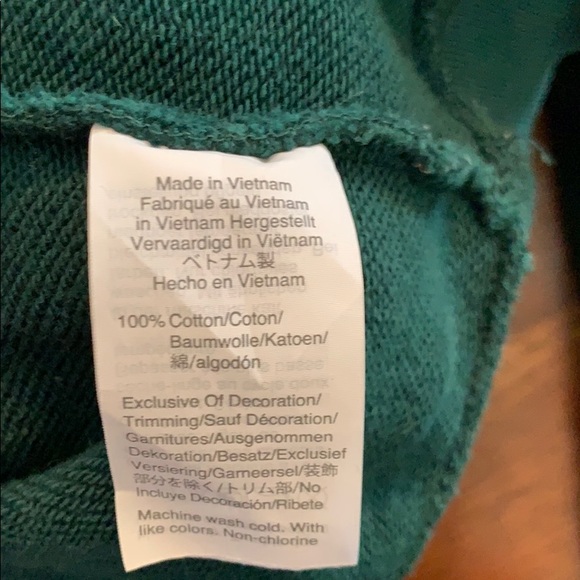 Made in Vietnam
Fabriqué au Vietnam
in Vietnam Hergestellt
Vervaardigd in Viëtnam
ベトナム製
Hecho en Vietnam
100% Cotton/Coton/
Baumwolle/Katoen/
綿/algodón
Exclusive Of Decoration/
Trimming/Sauf Décoration/
Garnitures/Ausgenommen
Dekoration/Besatz/Exclusief
Versiering/Garneersel/装飾
部分を除く/トリム部/No
Incluye Decoración/Ribete
Machine wash cold. With
like colors. Non-chlorine